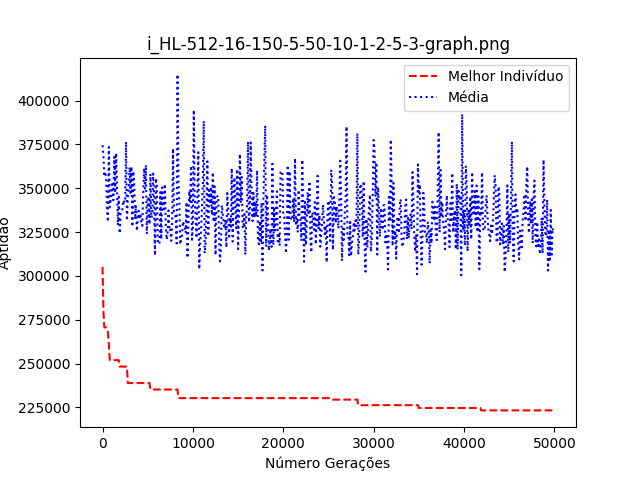 i_HL-512-16-150-5-50-10-1-2-5-3-graph.png
Melhor Indivíduo
Média
Aptidão
400000
375000
350000
325000
300000
275000
250000
225000
0 10000 20000 30000 40000 50000
Número Gerações